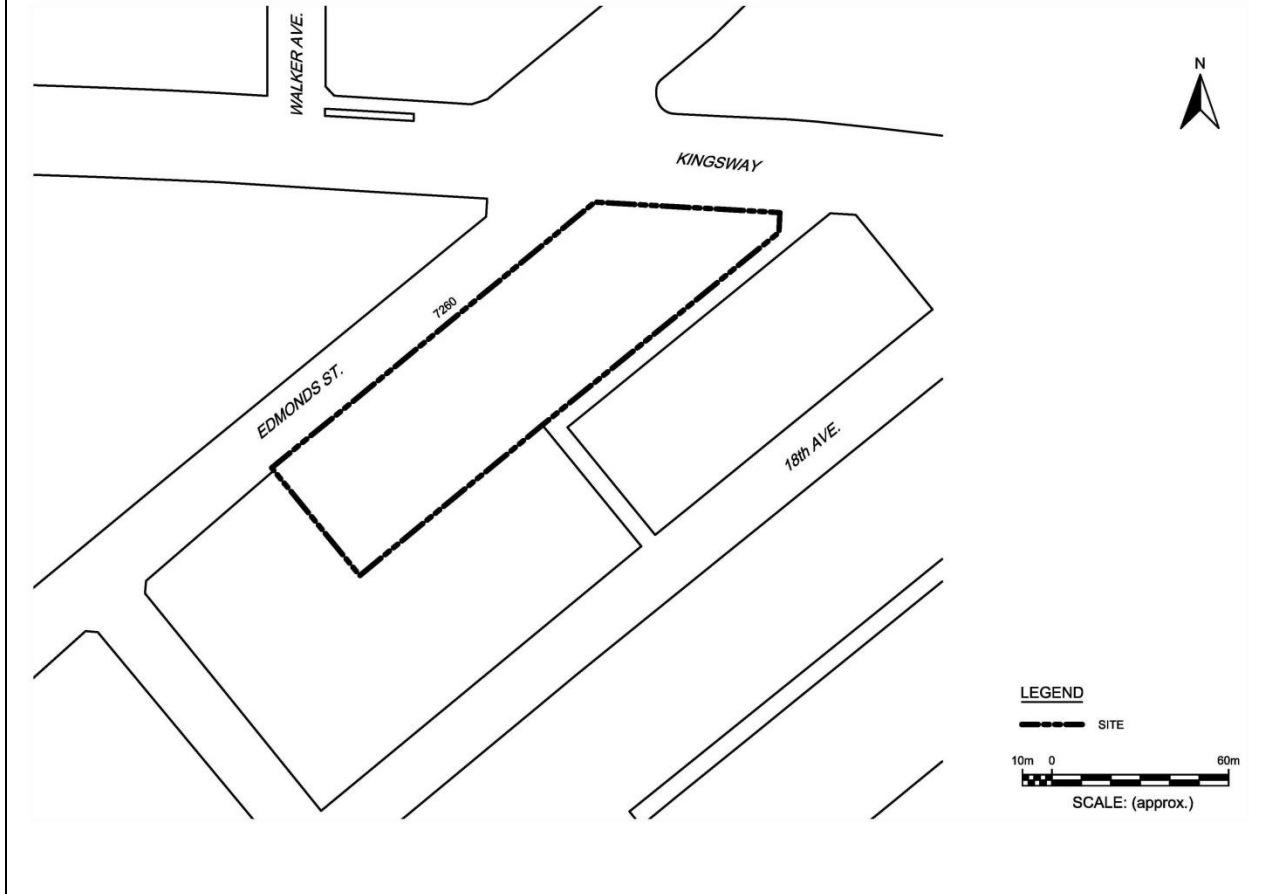 WALKER AVE.
N
KINGSWAY
7260
EDMONDS ST.
18th AVE.
LEGEND
SITE
10m 0 60m
SCALE: (approx.)